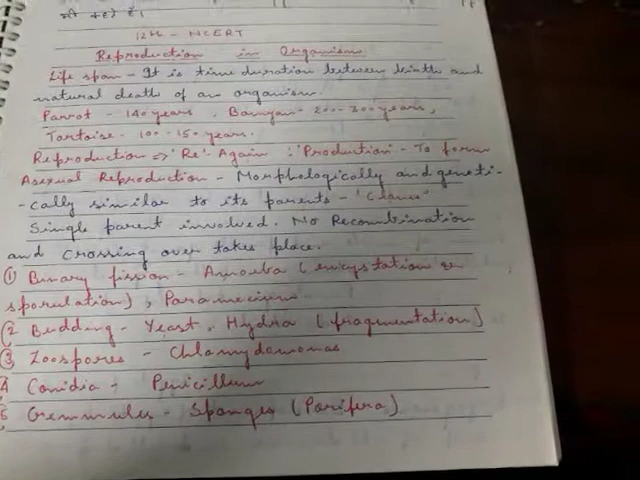 12th - NCERT
Reproduction in Organism
Life span - It is time duration between birth and
natural death of an organism.
Parrot - 140 years, Banyan - 200-300 years,
Tortoise - 100-150 years.
Reproduction => 'Re' - Again : 'Production' - To form
Asexual Reproduction - Morphologically and geneti-
-cally similar to its parents - 'Clones'
Single parent involved. No Recombination
and crossing over takes place.
① Binary fission - Amoeba (encystation or
sporulation), Paramecium
(2 Budding - Yeast, Hydra (fragmentation)
③ Zoospores - Chlamydomonas
4 Conidia - Penicillium
5 Gemmules - Sponges (Porifera)